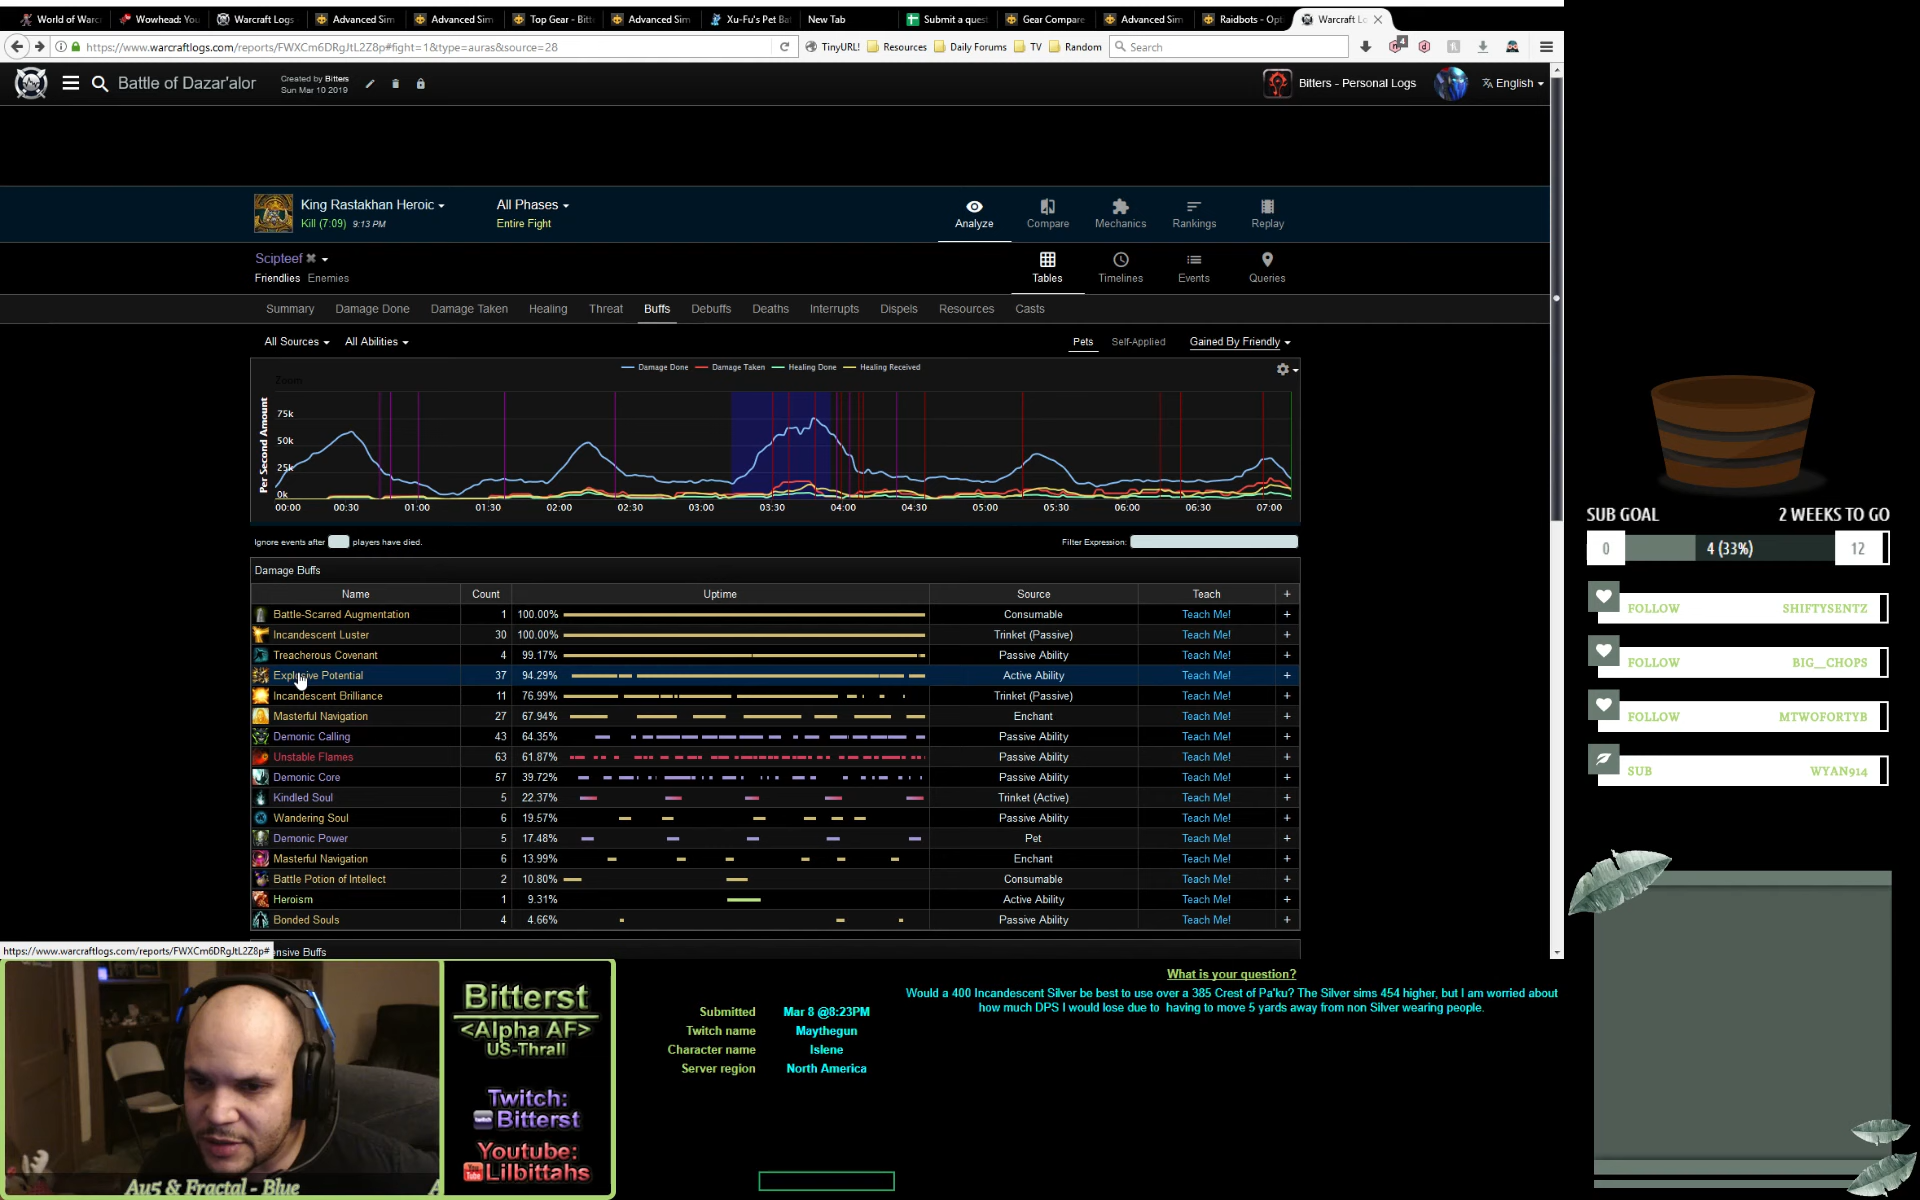 World of Warc
Wowhead: You
Warcraft Logs
Advanced Sim
Advanced Sim
Top Gear - Bitt
Advanced Sim
Xu-Fu's Pet Bat
New Tab
Submit a quest
Gear Compare
Advanced Sim
Raidbots - Opt
Warcraft Lo
https://www.warcraftlogs.com/reports/FWXCm6DRgJtL2Z8p#fight=1&type=auras&source=28
TinyURL!
Resources
Daily Forums
TV
Random
Search
4
Battle of Dazar'alor
Created by Bitters
Sun Mar 10 2019
Bitters - Personal Logs
English
King Rastakhan Heroic
Kill (7:09) 9:13 PM
All Phases
Entire Fight
Analyze
Compare
Mechanics
Rankings
Replay
Scipteef
Friendlies Enemies
Tables
Timelines
Events
Queries
Summary Damage Done Damage Taken Healing Threat Buffs Debuffs Deaths Interrupts Dispels Resources Casts
All Sources All Abilities
Pets Self-Applied Gained By Friendly
Damage Done Damage Taken Healing Done Healing Received
Zoom
Per Second Amount
75k
50k
25k
0k
00:00 00:30 01:00 01:30 02:00 02:30 03:00 03:30 04:00 04:30 05:00 05:30 06:00 06:30 07:00
Ignore events after players have died.
Filter Expression:
Damage Buffs
Name Count Uptime Source Teach +
Battle-Scarred Augmentation 1 100.00% Consumable Teach Me! +
Incandescent Luster 30 100.00% Trinket (Passive) Teach Me! +
Treacherous Covenant 4 99.17% Passive Ability Teach Me! +
Explosive Potential 37 94.29% Active Ability Teach Me! +
Incandescent Brilliance 11 76.99% Trinket (Passive) Teach Me! +
Masterful Navigation 27 67.94% Enchant Teach Me! +
Demonic Calling 43 64.35% Passive Ability Teach Me! +
Unstable Flames 63 61.87% Passive Ability Teach Me! +
Demonic Core 57 39.72% Passive Ability Teach Me! +
Kindled Soul 5 22.37% Trinket (Active) Teach Me! +
Wandering Soul 6 19.57% Passive Ability Teach Me! +
Demonic Power 5 17.48% Pet Teach Me! +
Masterful Navigation 6 13.99% Enchant Teach Me! +
Battle Potion of Intellect 2 10.80% Consumable Teach Me! +
Heroism 1 9.31% Active Ability Teach Me! +
Bonded Souls 4 4.66% Passive Ability Teach Me! +
https://www.warcraftlogs.com/reports/FWXCm6DRgJtL2Z8p#
ensive Buffs
SUB GOAL 2 WEEKS TO GO
0 4 (33%) 12
FOLLOW SHIFTYSENTZ
FOLLOW BIG__CHOPS
FOLLOW MTWOFORTYB
SUB WYAN914
Bitterst
<Alpha AF>
US-Thrall
Twitch:
Bitterst
Youtube:
Lilbittahs
Au5 & Fractal - Blue
What is your question?
Would a 400 Incandescent Silver be best to use over a 385 Crest of Pa'ku? The Silver sims 454 higher, but I am worried about
how much DPS I would lose due to having to move 5 yards away from non Silver wearing people.
Submitted Mar 8 @8:23PM
Twitch name Maythegun
Character name Islene
Server region North America